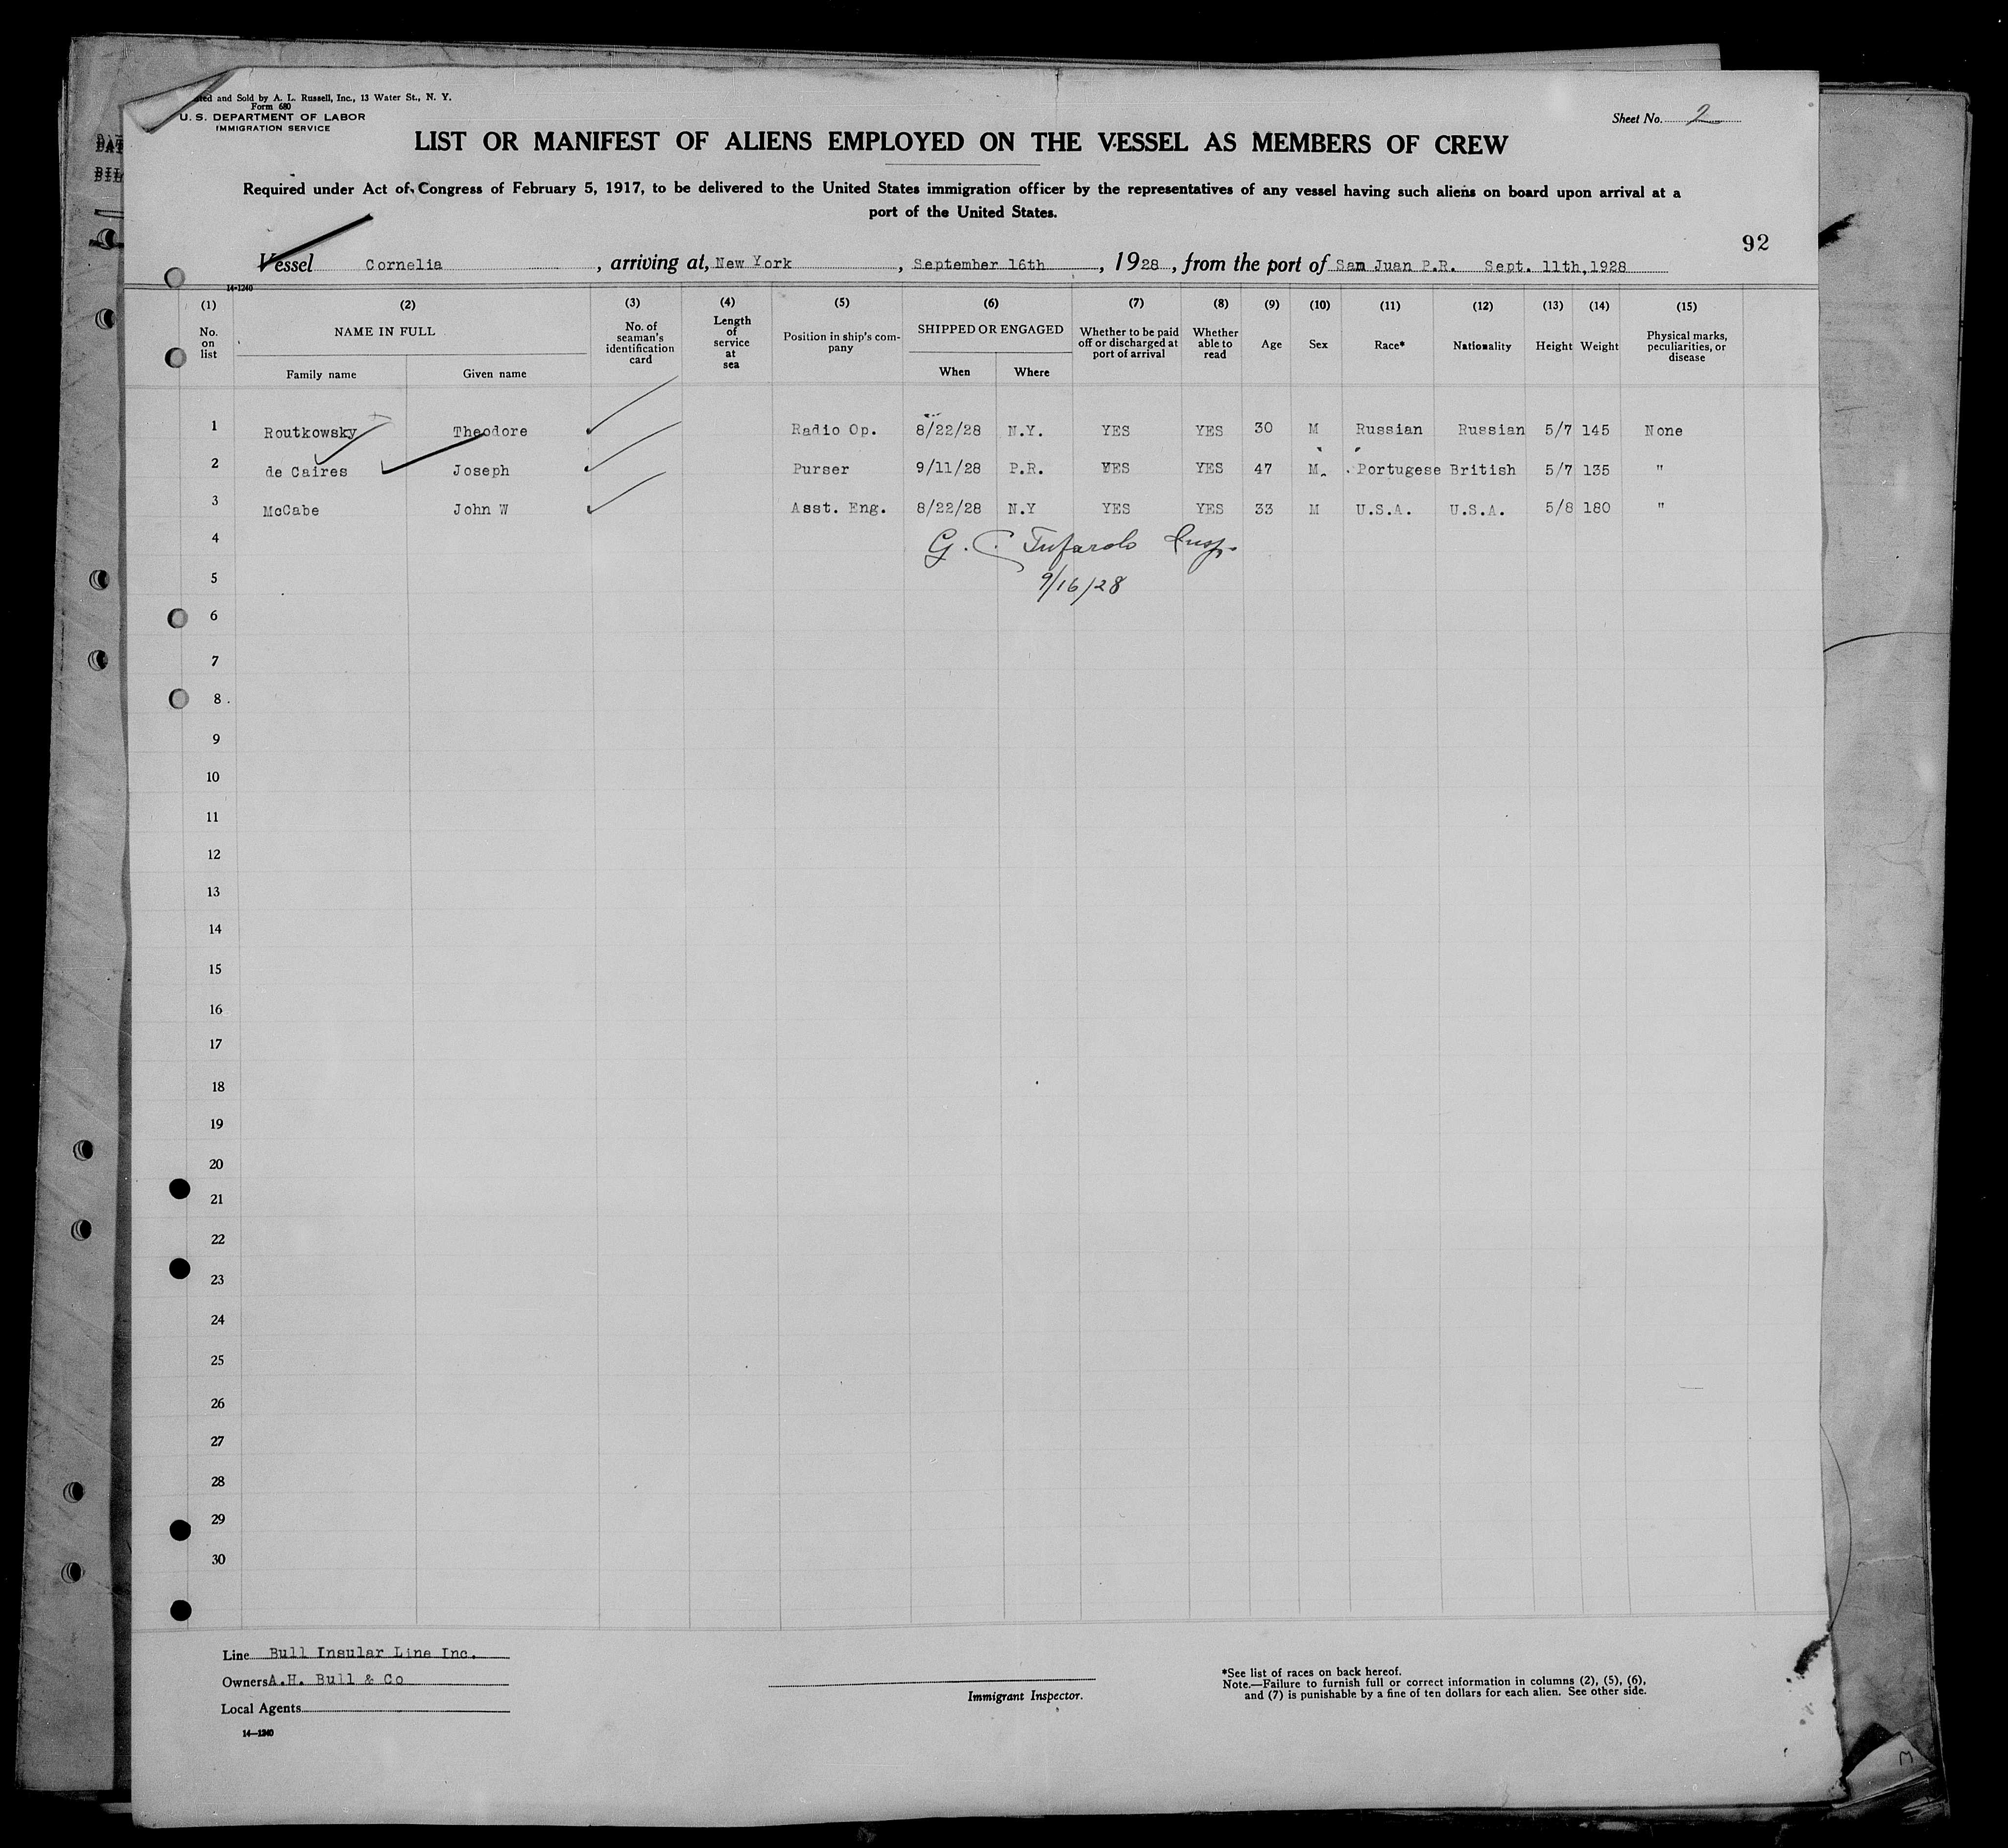 ted and Sold by A. L. Russell, Inc., 13 Water St., N. Y.
Form 680
U. S. DEPARTMENT OF LABOR
IMMIGRATION SERVICE
Sheet No. 2
LIST OR MANIFEST OF ALIENS EMPLOYED ON THE VESSEL AS MEMBERS OF CREW
Required under Act of Congress of February 5, 1917, to be delivered to the United States immigration officer by the representatives of any vessel having such aliens on board upon arrival at a
port of the United States.
92
Vessel Cornelia, arriving at, New York, September 16th, 1928, from the port of San Juan P.R. Sept. 11th, 1928
14-1240
(1) (2) (3) (4) (5) (6) (7) (8) (9) (10) (11) (12) (13) (14) (15)
No. on list
NAME IN FULL
Family name
Given name
No. of seaman's identification card
Length of service at sea
Position in ship's company
SHIPPED OR ENGAGED
When
Where
Whether to be paid off or discharged at port of arrival
Whether able to read
Age
Sex
Race*
Nationality
Height
Weight
Physical marks, peculiarities, or disease
1 Routkowsky Theodore Radio Op. 8/22/28 N.Y. YES YES 30 M Russian Russian 5/7 145 None
2 de Caires Joseph Purser 9/11/28 P.R. YES YES 47 M. Portugese British 5/7 135 "
3 McCabe John W Asst. Eng. 8/22/28 N.Y YES YES 33 M U.S.A. U.S.A. 5/8 180 "
4 G. C Tufarolo Insp.
5 9/16/28
6
7
8
9
10
11
12
13
14
15
16
17
18
19
20
21
22
23
24
25
26
27
28
29
30
Line Bull Insular Line Inc.
Owners A.H. Bull & Co
Local Agents
14—1240
Immigrant Inspector.
*See list of races on back hereof.
Note.—Failure to furnish full or correct information in columns (2), (5), (6),
and (7) is punishable by a fine of ten dollars for each alien. See other side.